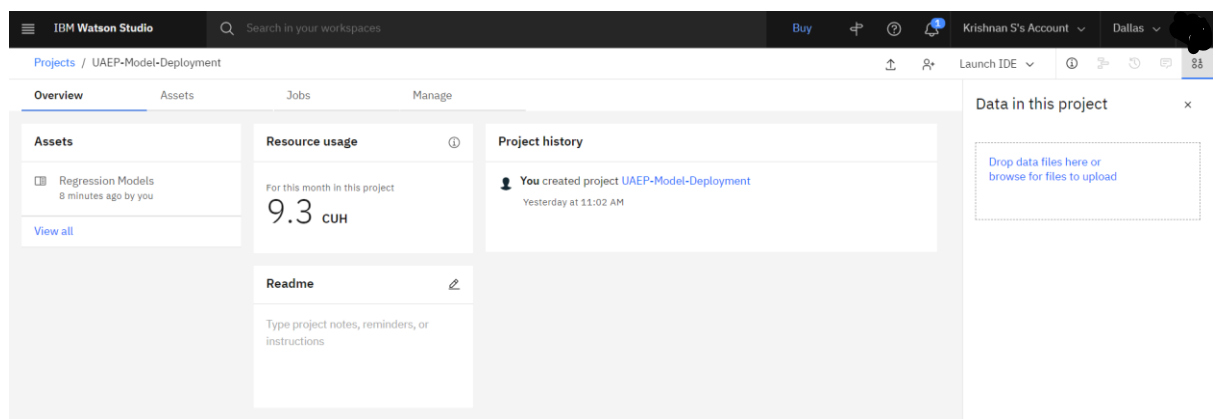 IBM Watson Studio
Search in your workspaces
Buy
1
Krishnan S's Account
Dallas
Projects / UAEP-Model-Deployment
Launch IDE
Overview
Assets
Jobs
Manage
Assets
Regression Models
8 minutes ago by you
View all
Resource usage
For this month in this project
9.3 CUH
Readme
Type project notes, reminders, or
instructions
Project history
You created project UAEP-Model-Deployment
Yesterday at 11:02 AM
Data in this project
Drop data files here or
browse for files to upload